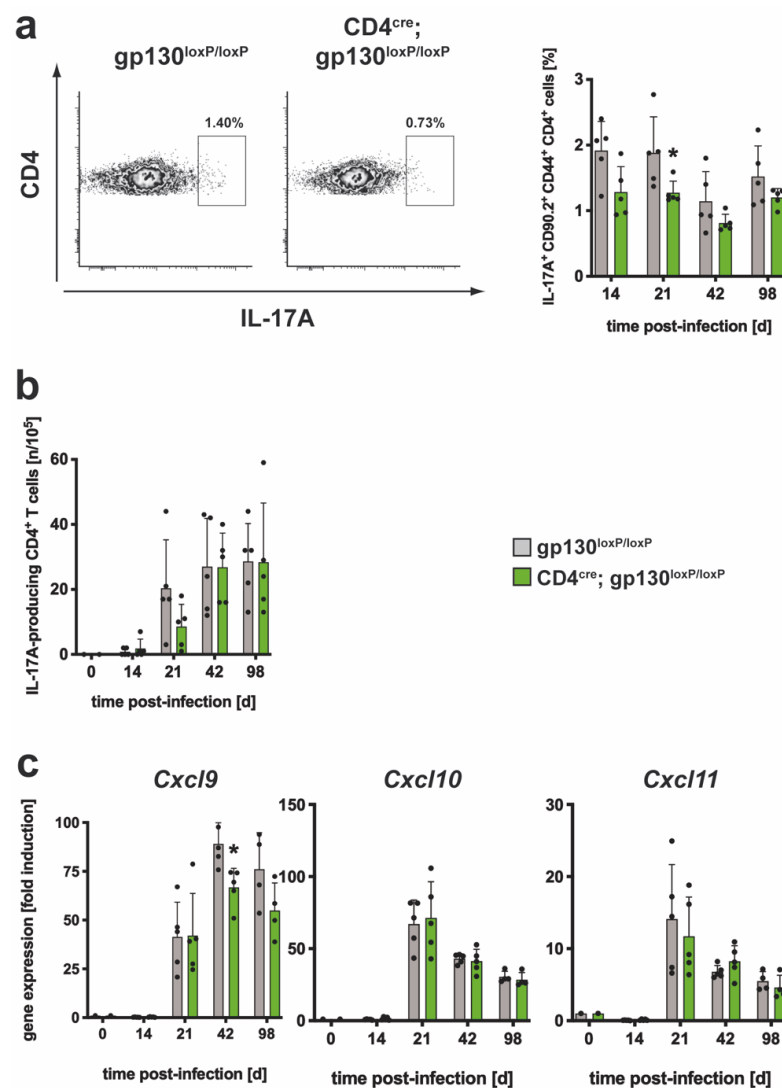 a
gp130loxP/loxP
CD4cre;
gp130loxP/loxP
1.40%
0.73%
CD4
IL-17A
IL-17A+ CD90.2+ CD44+ CD4+ cells [%]
3
2
1
0
*
14 21 42 98
time post-infection [d]
b
IL-17A-producing CD4+ T cells [n/10⁵]
60
40
20
0
0 14 21 42 98
time post-infection [d]
gp130loxP/loxP
CD4cre; gp130loxP/loxP
c
Cxcl9
gene expression [fold induction]
100
75
50
25
0
*
0 14 21 42 98
time post-infection [d]
Cxcl10
150
100
50
0
0 14 21 42 98
time post-infection [d]
Cxcl11
30
20
10
0
0 14 21 42 98
time post-infection [d]